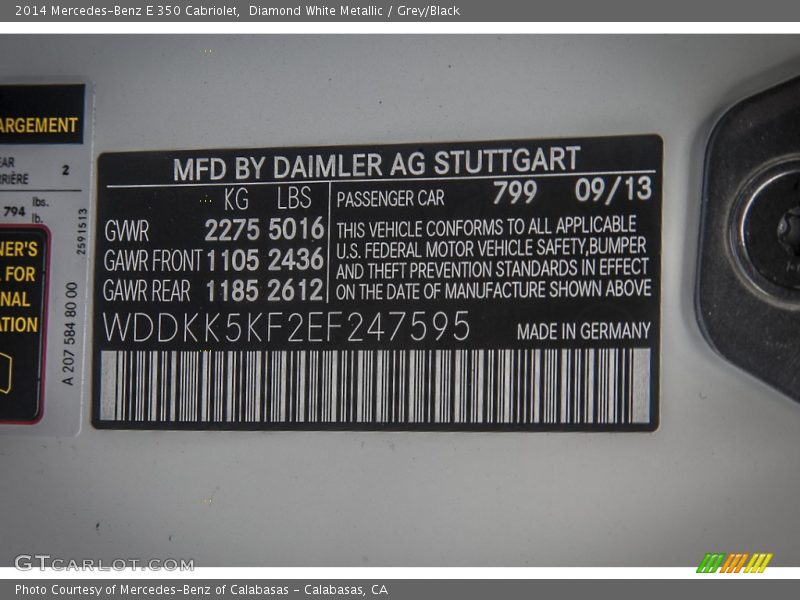 2014 Mercedes-Benz E 350 Cabriolet,  Diamond White Metallic / Grey/Black
ARGEMENT
2
794 lbs.
lb.
NER'S
FOR
NAL
ATION
2591513
A 207 584 80 00
MFD BY DAIMLER AG STUTTGART
KG LBS
GVWR 2275 5016
GAWR FRONT 1105 2436
GAWR REAR 1185 2612
PASSENGER CAR 799 09/13
THIS VEHICLE CONFORMS TO ALL APPLICABLE
U.S. FEDERAL MOTOR VEHICLE SAFETY,BUMPER
AND THEFT PREVENTION STANDARDS IN EFFECT
ON THE DATE OF MANUFACTURE SHOWN ABOVE
WDDKK5KF2EF247595 MADE IN GERMANY
GTCARLOT.COM
Photo Courtesy of Mercedes-Benz of Calabasas - Calabasas, CA